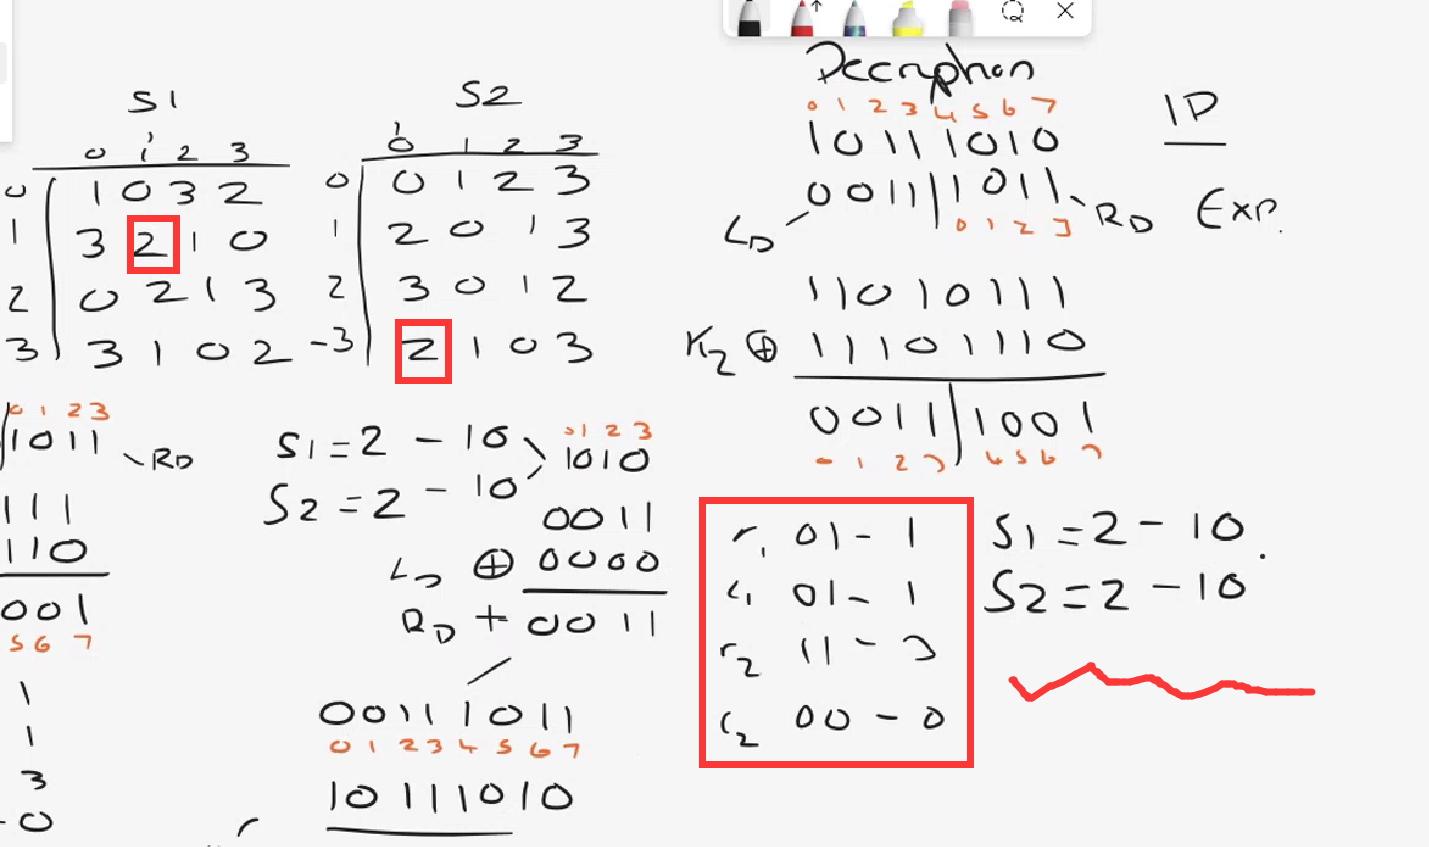 S1
0 1 2 3
0 1 0 3 2
1 3 2 1 0
2 0 2 1 3
3 3 1 0 2
S2
0 1 2 3
0 0 1 2 3
1 2 0 1 3
2 3 0 1 2
3 2 1 0 3
Decryption
0 1 2 3 4 5 6 7
10111010 IP
0011|1011 RD Exp.
LD 0 1 2 3
11010111
K2 ⊕ 11101110
0011|1001
0 1 2 3 4 5 6 7
r1 01 - 1
c1 01 - 1
r2 11 - 3
c2 00 - 0
S1 = 2 - 10
S2 = 2 - 10
0 1 2 3
1011 RD
111
110
001
5 6 7
1
1
3
0
S1 = 2 - 10
S2 = 2 - 10
0 1 2 3
1010
0011
LD ⊕ 0000
RD + 0011
00111011
0 1 2 3 4 5 6 7
10111010